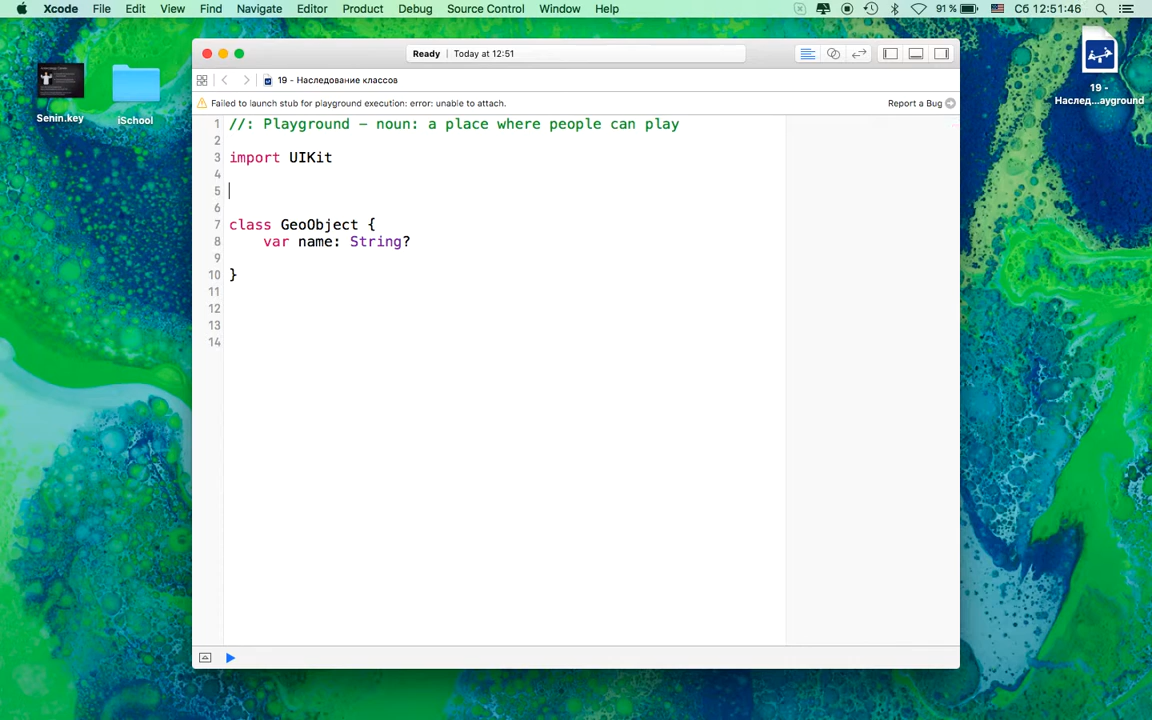 Xcode File Edit View Find Navigate Editor Product Debug Source Control Window Help 91 % Сб 12:51:46
Ready | Today at 12:51
19 - Наследование классов
Failed to launch stub for playground execution: error: unable to attach. Report a Bug
1 //: Playground - noun: a place where people can play
2
3 import UIKit
4
5
6
7 class GeoObject {
8 var name: String?
9
10 }
11
12
13
14
Senin.key
iSchool
19 -
Наслед...ayground